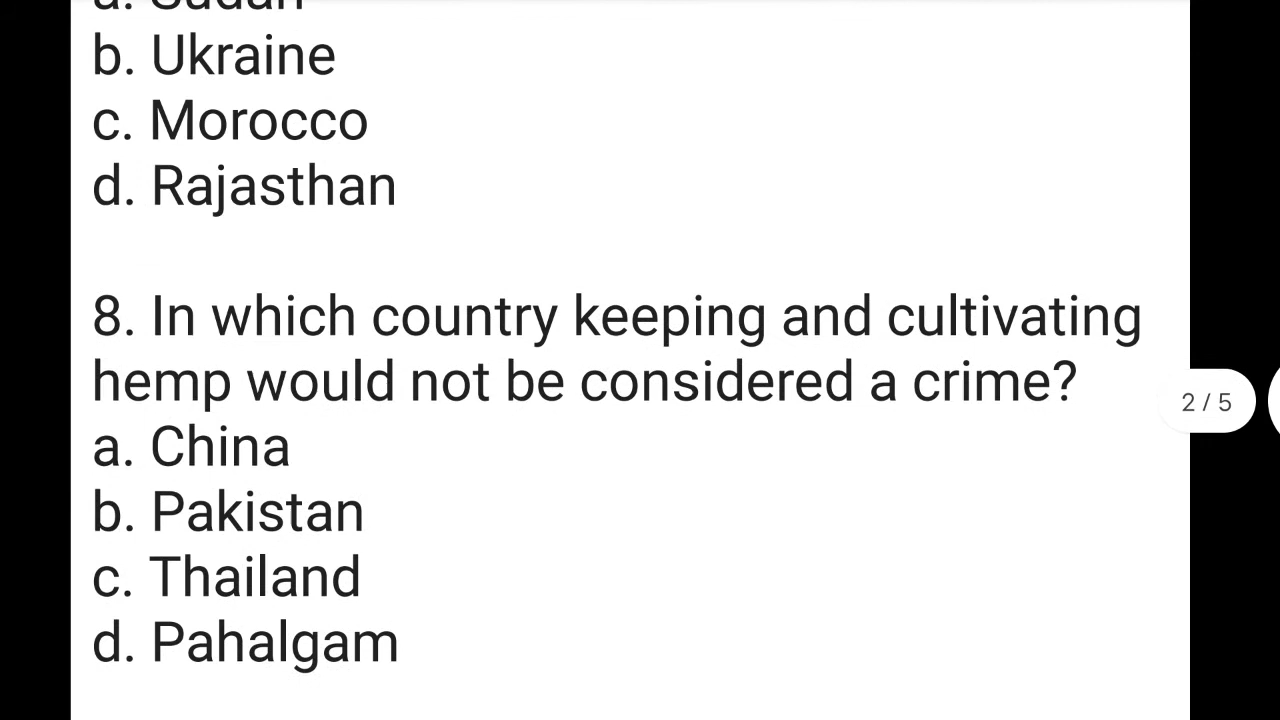 a. Sudan
b. Ukraine
c. Morocco
d. Rajasthan
8. In which country keeping and cultivating
hemp would not be considered a crime?
2 / 5
a. China
b. Pakistan
c. Thailand
d. Pahalgam